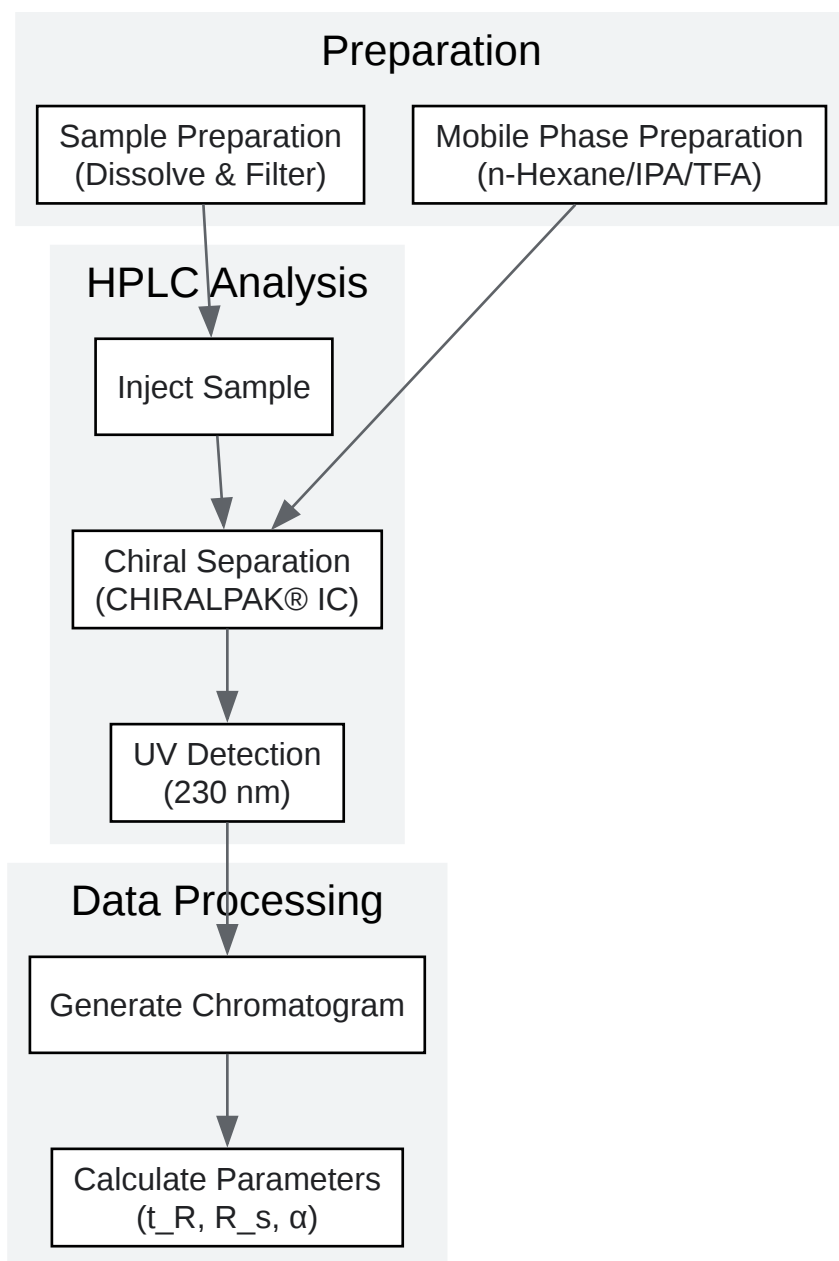 Preparation
Sample Preparation
(Dissolve & Filter)
Mobile Phase Preparation
(n-Hexane/IPA/TFA)
HPLC Analysis
Inject Sample
Chiral Separation
(CHIRALPAK® IC)
UV Detection
(230 nm)
Data Processing
Generate Chromatogram
Calculate Parameters
(t_R, R_s, α)